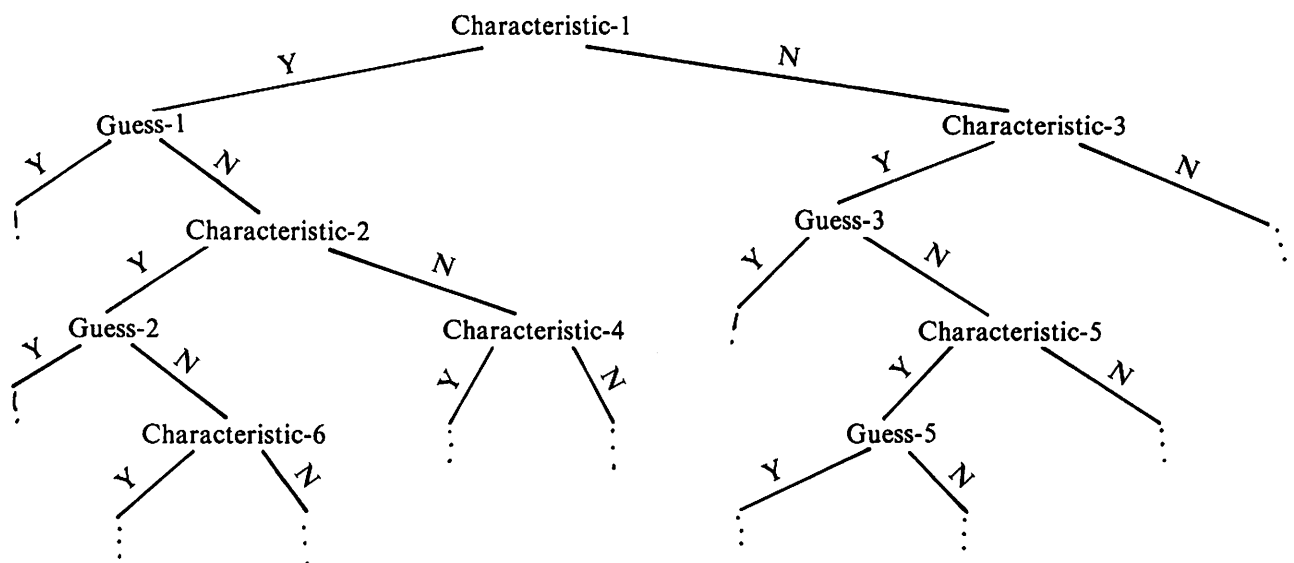 Characteristic-1
Y N
Guess-1 Characteristic-3
Y N Y N
Characteristic-2 Guess-3
Y N Y N
Guess-2 Characteristic-4 Characteristic-5
Y N Y N Y N
Characteristic-6 Guess-5
Y N Y N